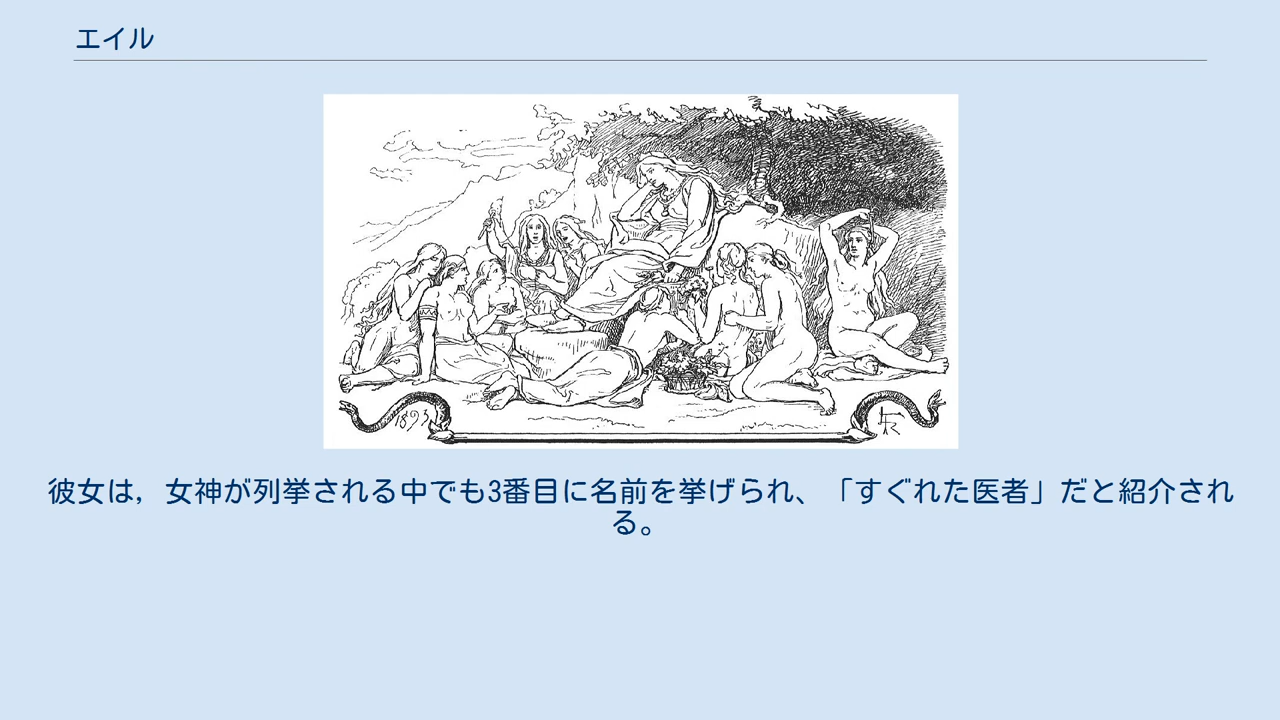 エイル
1895
彼女は，女神が列挙される中でも3番目に名前を挙げられ、「すぐれた医者」だと紹介され
る。